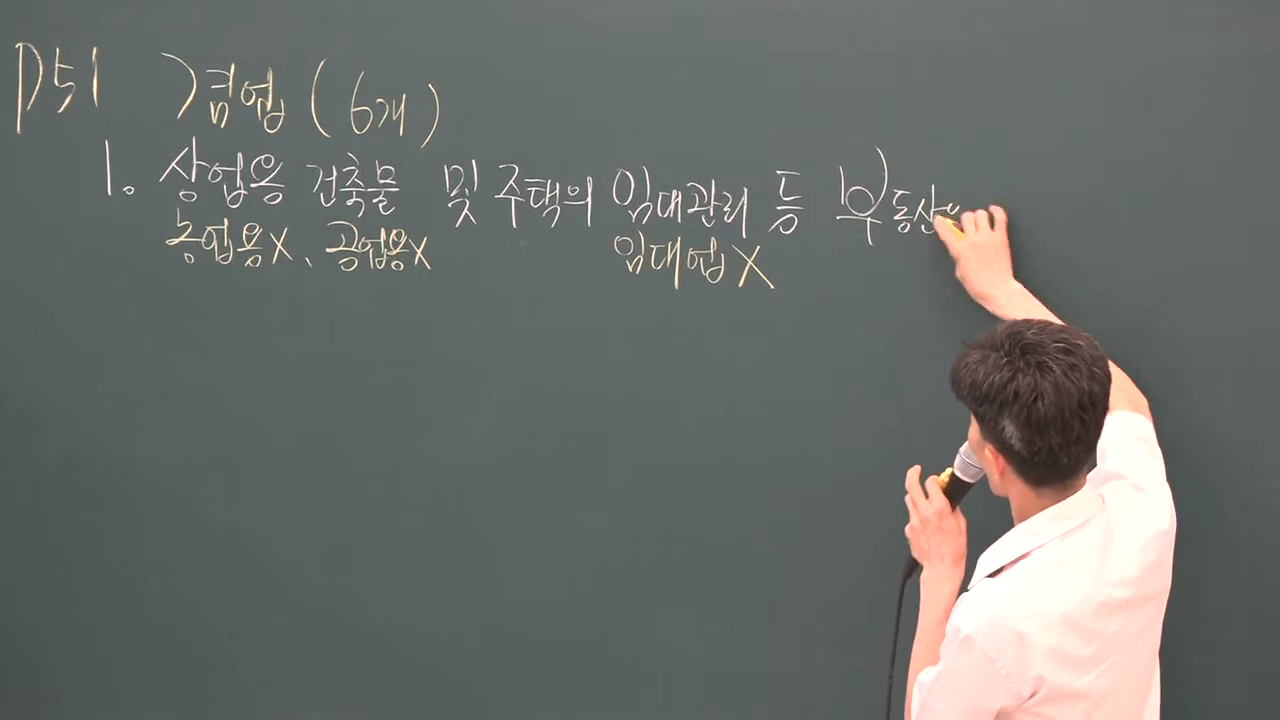 P51 겸업 (6개)
1. 상업용 건축물 및 주택의 임대관리 등 부동산의
농업용X、 공업용X 임대업 X